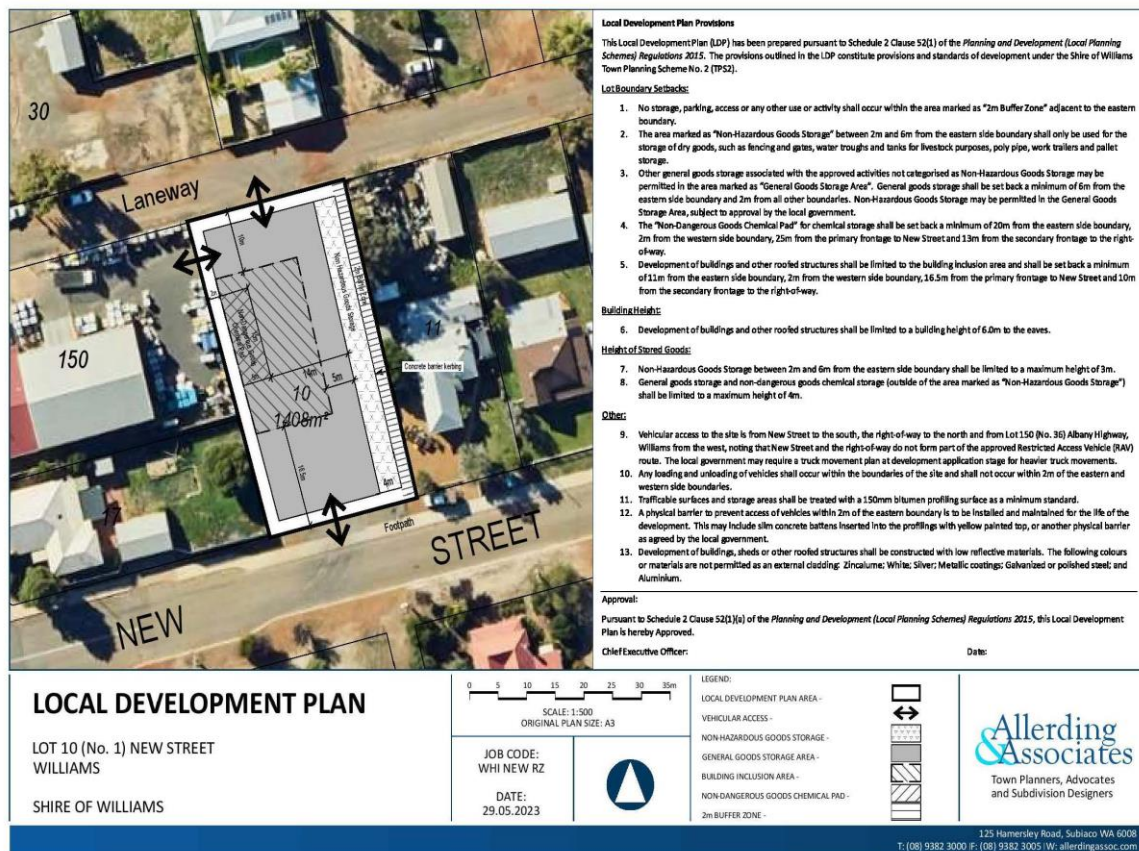 30
Laneway
150
10m
2m
14m
5m
10
1408m²
16.5m
4m
11
17
Non Hazardous Goods Storage
Concrete barrier kerbing
Footpath
NEW STREET
Local Development Plan Provisions
This Local Development Plan (LDP) has been prepared pursuant to Schedule 2 Clause 52(1) of the Planning and Development (Local Planning
Schemes) Regulations 2015. The provisions outlined in the LDP constitute provisions and standards of development under the Shire of Williams
Town Planning Scheme No. 2 (TPS2).
Lot Boundary Setbacks:
1. No storage, parking, access or any other use or activity shall occur within the area marked as “2m Buffer Zone” adjacent to the eastern
boundary.
2. The area marked as “Non-Hazardous Goods Storage” between 2m and 6m from the eastern side boundary shall only be used for the
storage of dry goods, such as fencing and gates, water troughs and tanks for livestock purposes, poly pipe, work trailers and pallet
storage.
3. Other general goods storage associated with the approved activities not categorised as Non-Hazardous Goods Storage may be
permitted in the area marked as “General Goods Storage Area”. General goods storage shall be set back a minimum of 6m from the
eastern side boundary and 2m from all other boundaries. Non-Hazardous Goods Storage may be permitted in the General Goods
Storage Area, subject to approval by the local government.
4. The “Non-Dangerous Goods Chemical Pad” for chemical storage shall be set back a minimum of 20m from the eastern side boundary,
2m from the western side boundary, 25m from the primary frontage to New Street and 13m from the secondary frontage to the right-
of-way.
5. Development of buildings and other roofed structures shall be limited to the building inclusion area and shall be set back a minimum
of 11m from the eastern side boundary, 2m from the western side boundary, 16.5m from the primary frontage to New Street and 10m
from the secondary frontage to the right-of-way.
Building Height:
6. Development of buildings and other roofed structures shall be limited to a building height of 6.0m to the eaves.
Height of Stored Goods:
7. Non-Hazardous Goods Storage between 2m and 6m from the eastern side boundary shall be limited to a maximum height of 3m.
8. General goods storage and non-dangerous goods chemical storage (outside of the area marked as “Non-Hazardous Goods Storage”)
shall be limited to a maximum height of 4m.
Other:
9. Vehicular access to the site is from New Street to the south, the right-of-way to the north and from Lot 150 (No. 36) Albany Highway,
Williams from the west, noting that New Street and the right-of-way do not form part of the approved Restricted Access Vehicle (RAV)
route. The local government may require a truck movement plan at development application stage for heavier truck movements.
10. Any loading and unloading of vehicles shall occur within the boundaries of the site and shall not occur within 2m of the eastern and
western side boundaries.
11. Trafficable surfaces and storage areas shall be treated with a 150mm bitumen profiling surface as a minimum standard.
12. A physical barrier to prevent access of vehicles within 2m of the eastern boundary is to be installed and maintained for the life of the
development. This may include slim concrete battens inserted into the profilings with yellow painted top, or another physical barrier
as agreed by the local government.
13. Development of buildings, sheds or other roofed structures shall be constructed with low reflective materials. The following colours
or materials are not permitted as an external cladding: Zincalume; White; Silver; Metallic coatings; Galvanized or polished steel; and
Aluminium.
Approval:
Pursuant to Schedule 2 Clause 52(1)(a) of the Planning and Development (Local Planning Schemes) Regulations 2015, this Local Development
Plan is hereby Approved.
Chief Executive Officer: Date:
LOCAL DEVELOPMENT PLAN
LOT 10 (No. 1) NEW STREET
WILLIAMS
SHIRE OF WILLIAMS
0 5 10 15 20 25 30 35m
SCALE: 1:500
ORIGINAL PLAN SIZE: A3
JOB CODE:
WHI NEW RZ
DATE:
29.05.2023
LEGEND:
LOCAL DEVELOPMENT PLAN AREA -
VEHICULAR ACCESS -
NON-HAZARDOUS GOODS STORAGE -
GENERAL GOODS STORAGE AREA -
BUILDING INCLUSION AREA -
NON-DANGEROUS GOODS CHEMICAL PAD -
2m BUFFER ZONE -
Allerding
& Associates
Town Planners, Advocates
and Subdivision Designers
125 Hamersley Road, Subiaco WA 6008
T: (08) 9382 3000 |F: (08) 9382 3005 |W: allerdingassoc.com